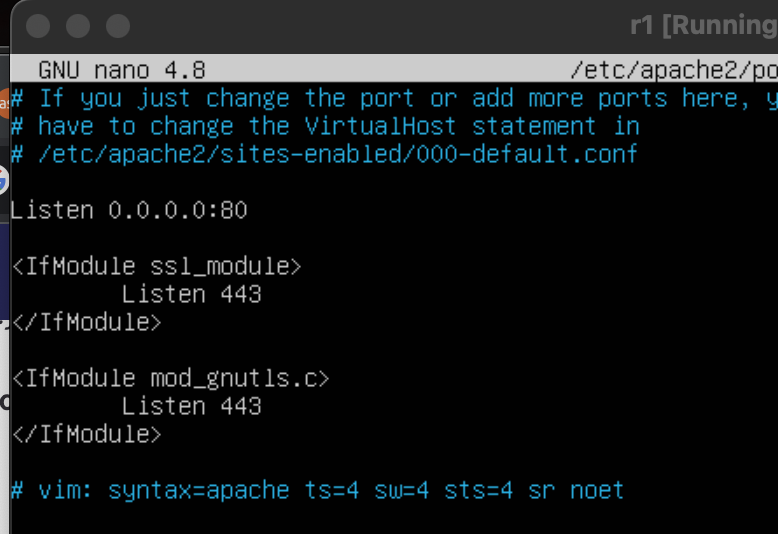 r1 [Running
GNU nano 4.8 /etc/apache2/po
# If you just change the port or add more ports here, y
# have to change the VirtualHost statement in
# /etc/apache2/sites-enabled/000-default.conf
Listen 0.0.0.0:80
<IfModule ssl_module>
Listen 443
</IfModule>
<IfModule mod_gnutls.c>
Listen 443
</IfModule>
# vim: syntax=apache ts=4 sw=4 sts=4 sr noet